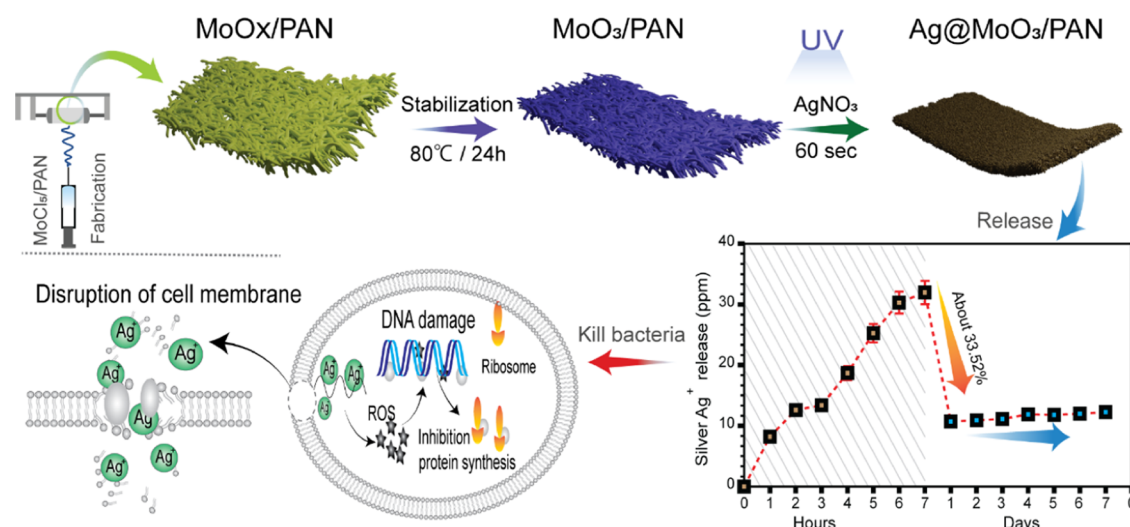 MoOx/PAN
MoO₃/PAN
UV
Ag@MoO₃/PAN
Stabilization
80℃ / 24h
AgNO₃
60 sec
MoCl₅/PAN
Fabrication
Release
Disruption of cell membrane
Ag⁺
Ag⁺
Ag⁺
Ag⁺
Ag⁺
Ag⁺
DNA damage
Ribosome
Ag⁺
Ag⁺
Ag⁺
ROS
Inhibition
protein synthesis
Kill bacteria
Silver Ag⁺ release (ppm)
40
30
20
10
0
About 33.52%
0 1 2 3 4 5 6 7 1 2 3 4 5 6 7
Hours Days